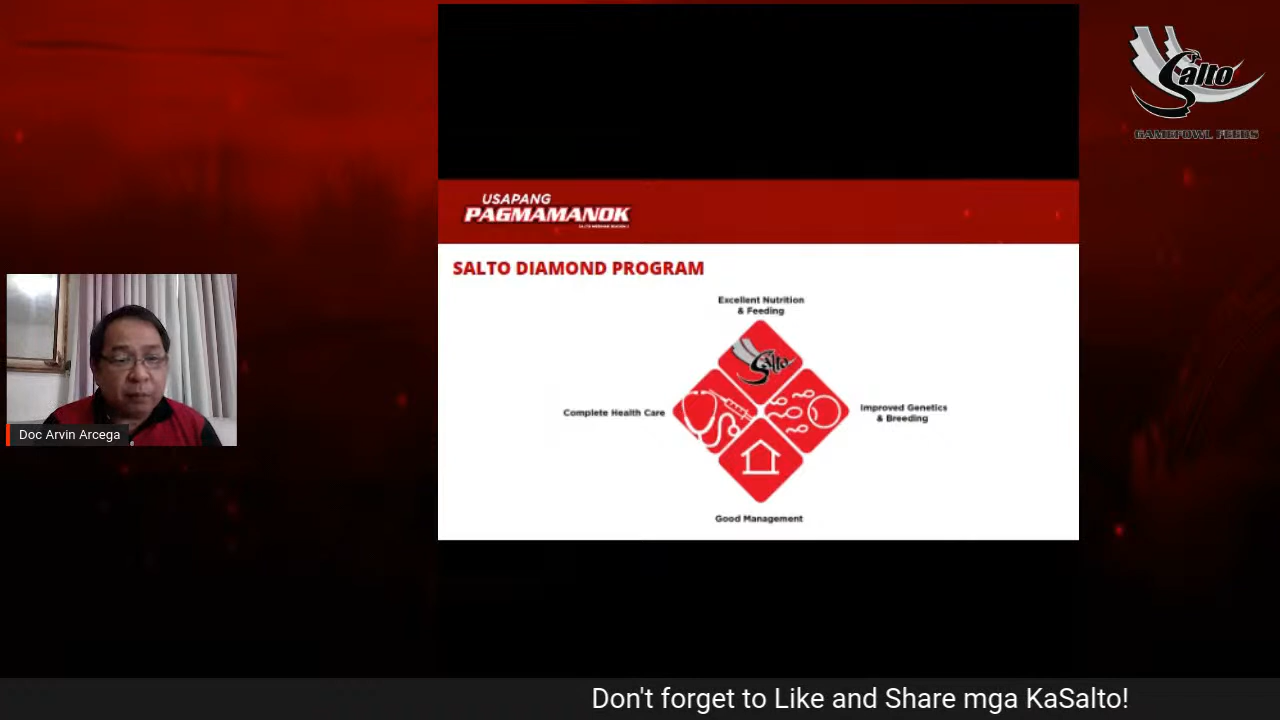 Salto
GAMEFOWL FEEDS
USAPANG
PAGMAMANOK
SALTO DIAMOND PROGRAM
Excellent Nutrition
& Feeding
Salto
Complete Health Care
Improved Genetics
& Breeding
Good Management
Doc Arvin Arcega
Don't forget to Like and Share mga KaSalto!